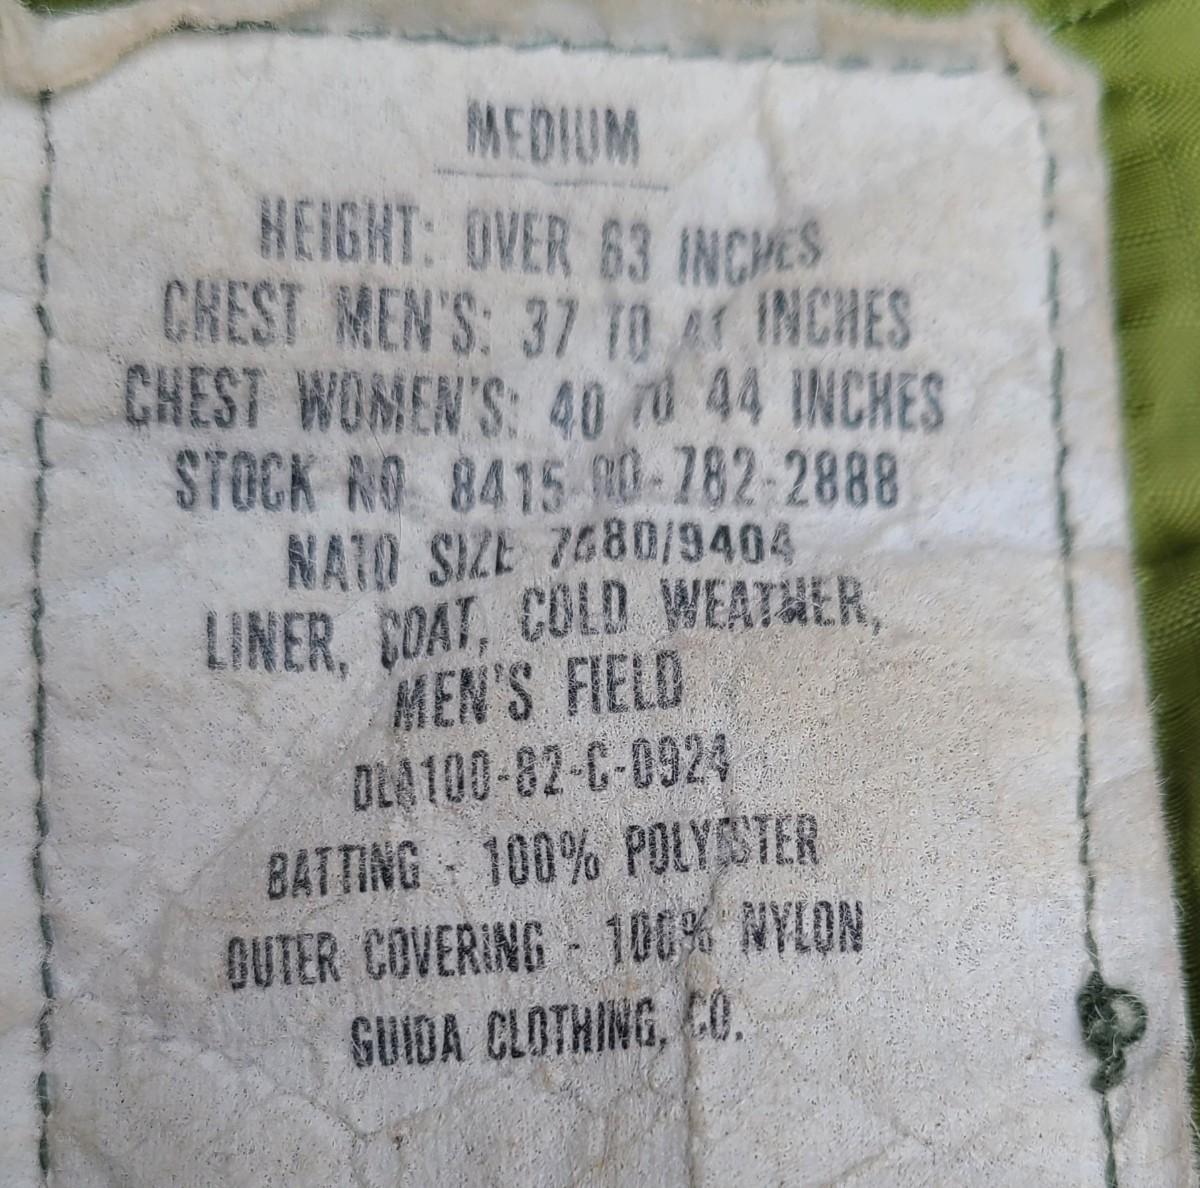 MEDIUM
HEIGHT: OVER 63 INCHES
CHEST MEN'S: 37 TO 41 INCHES
CHEST WOMEN'S: 40 TO 44 INCHES
STOCK NO. 8415-00-782-2888
NATO SIZE 7080/9404
LINER, COAT, COLD WEATHER,
MEN'S FIELD
DLA100-82-C-0924
BATTING - 100% POLYESTER
OUTER COVERING - 100% NYLON
GUIDA CLOTHING, CO.